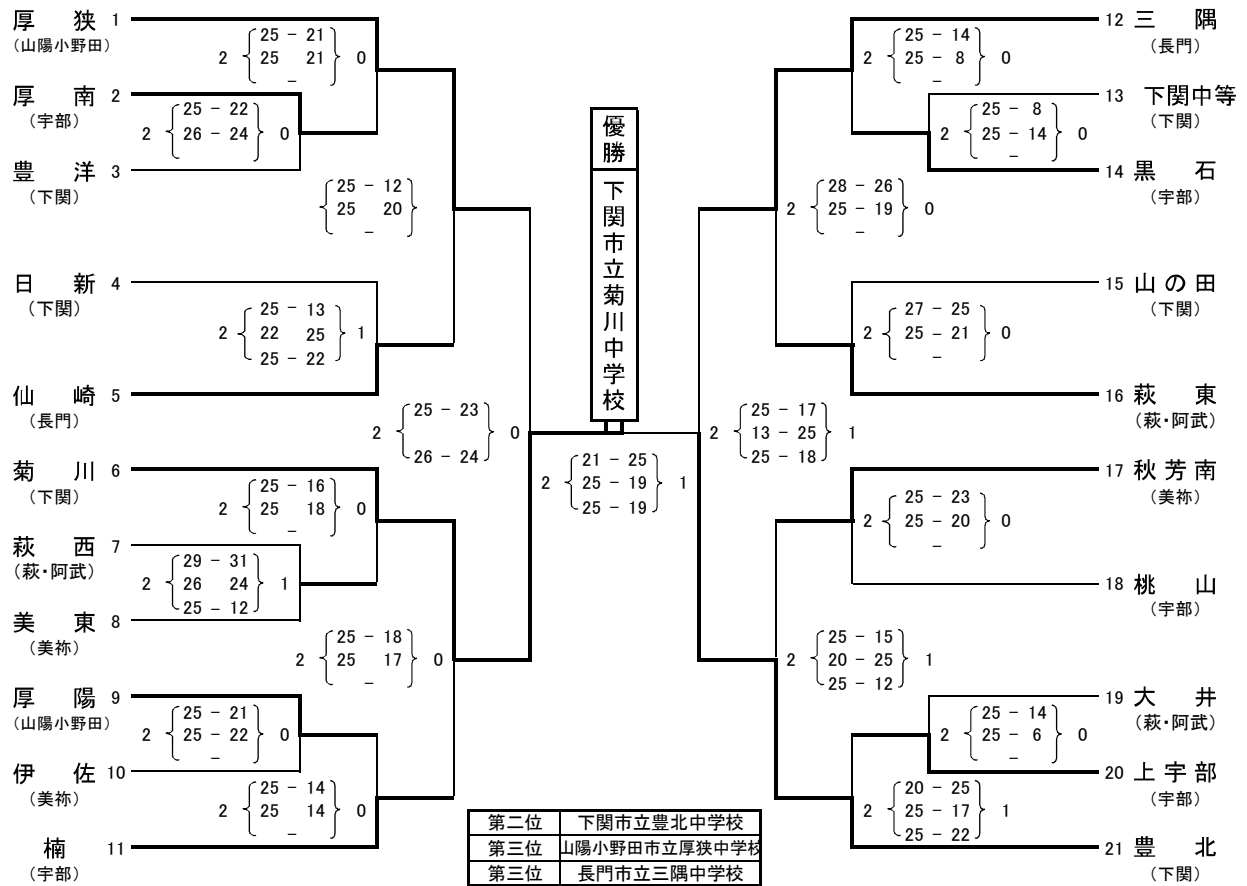 厚 狭 1
(山陽小野田)
2 25 - 21 0
25 21
-
厚 南 2
(宇部)
2 25 - 22 0
26 - 24
豊 洋 3
(下関)
25 - 12
25 20
-
日 新 4
(下関)
25 - 13
2 22 25 1
25 - 22
仙 崎 5
(長門)
25 - 23
2 0
26 - 24
菊 川 6
(下関)
25 - 16
2 25 18 0
-
萩 西 7
(萩・阿武)
29 - 31
2 26 24 1
25 - 12
美 東 8
(美祢)
25 - 18
2 25 17 0
-
厚 陽 9
(山陽小野田)
25 - 21
2 25 - 22 0
-
伊 佐 10
(美祢)
25 - 14
2 25 14 0
-
楠 11
(宇部)
優勝
下関市立菊川中学校
21 - 25
2 25 - 19 1
25 - 19
12 三 隅
(長門)
25 - 14
2 25 - 8 0
-
13 下関中等
(下関)
25 - 8
2 25 - 14 0
-
14 黒 石
(宇部)
28 - 26
2 25 - 19 0
-
15 山の田
(下関)
27 - 25
2 25 - 21 0
-
16 萩 東
(萩・阿武)
25 - 17
2 13 - 25 1
25 - 18
17 秋芳南
(美祢)
25 - 23
2 25 - 20 0
-
18 桃 山
(宇部)
25 - 15
2 20 - 25 1
25 - 12
19 大 井
(萩・阿武)
25 - 14
2 25 - 6 0
-
20 上宇部
(宇部)
20 - 25
2 25 - 17 1
25 - 22
21 豊 北
(下関)
第二位 下関市立豊北中学校
第三位 山陽小野田市立厚狭中学校
第三位 長門市立三隅中学校